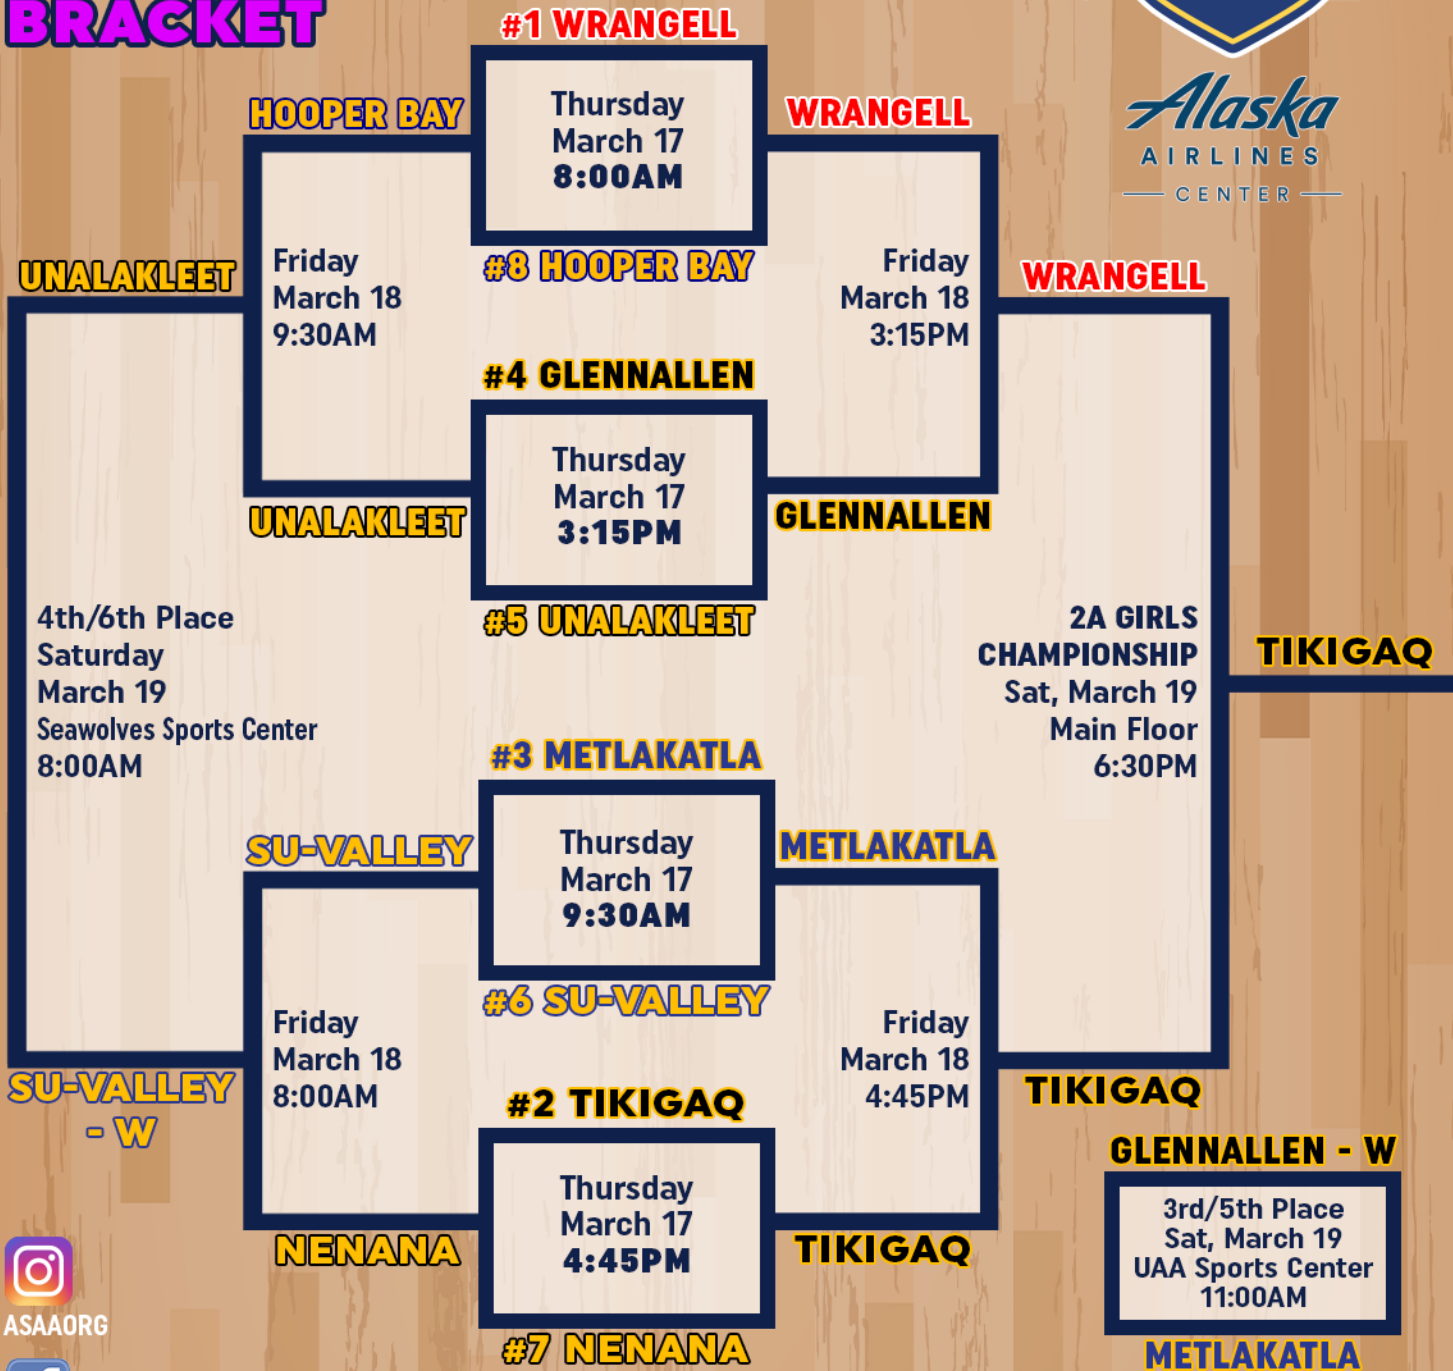 BRACKET
#1 WRANGELL
Thursday
March 17
8:00AM
#8 HOOPER BAY
HOOPER BAY
WRANGELL
Alaska
AIRLINES
CENTER
Friday
March 18
9:30AM
Friday
March 18
3:15PM
UNALAKLEET
WRANGELL
#4 GLENNALLEN
Thursday
March 17
3:15PM
#5 UNALAKLEET
UNALAKLEET
GLENNALLEN
4th/6th Place
Saturday
March 19
Seawolves Sports Center
8:00AM
2A GIRLS
CHAMPIONSHIP
Sat, March 19
Main Floor
6:30PM
TIKIGAQ
#3 METLAKATLA
Thursday
March 17
9:30AM
#6 SU-VALLEY
SU-VALLEY
METLAKATLA
Friday
March 18
8:00AM
Friday
March 18
4:45PM
SU-VALLEY
- W
TIKIGAQ
#2 TIKIGAQ
Thursday
March 17
4:45PM
#7 NENANA
NENANA
TIKIGAQ
GLENNALLEN - W
3rd/5th Place
Sat, March 19
UAA Sports Center
11:00AM
METLAKATLA
ASAAORG